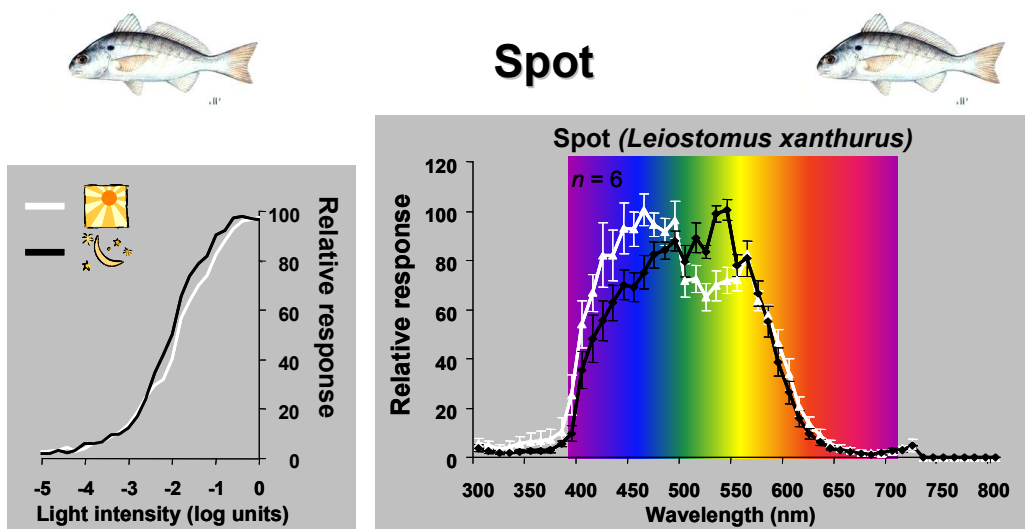 Spot
Spot (Leiostomus xanthurus)
n = 6
120
100
80
60
40
20
0
Relative response
300 350 400 450 500 550 600 650 700 750 800
Wavelength (nm)
100
80
60
40
20
0
Relative response
-5 -4 -3 -2 -1 0
Light intensity (log units)